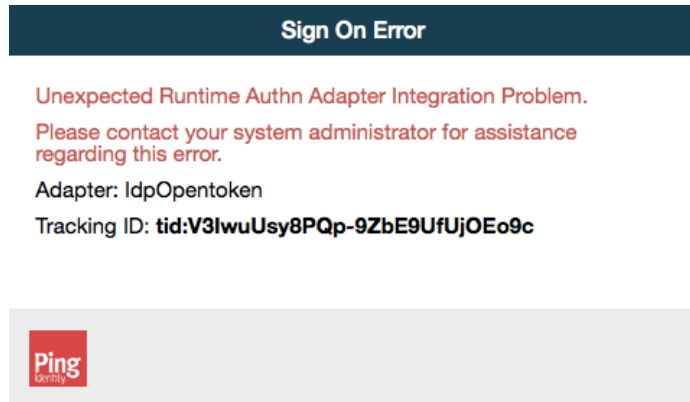 Sign On Error
Unexpected Runtime Authn Adapter Integration Problem.
Please contact your system administrator for assistance
regarding this error.
Adapter: IdpOpentoken
Tracking ID: tid:V3IwuUsy8PQp-9ZbE9UfUjOEo9c
Ping
Identity.